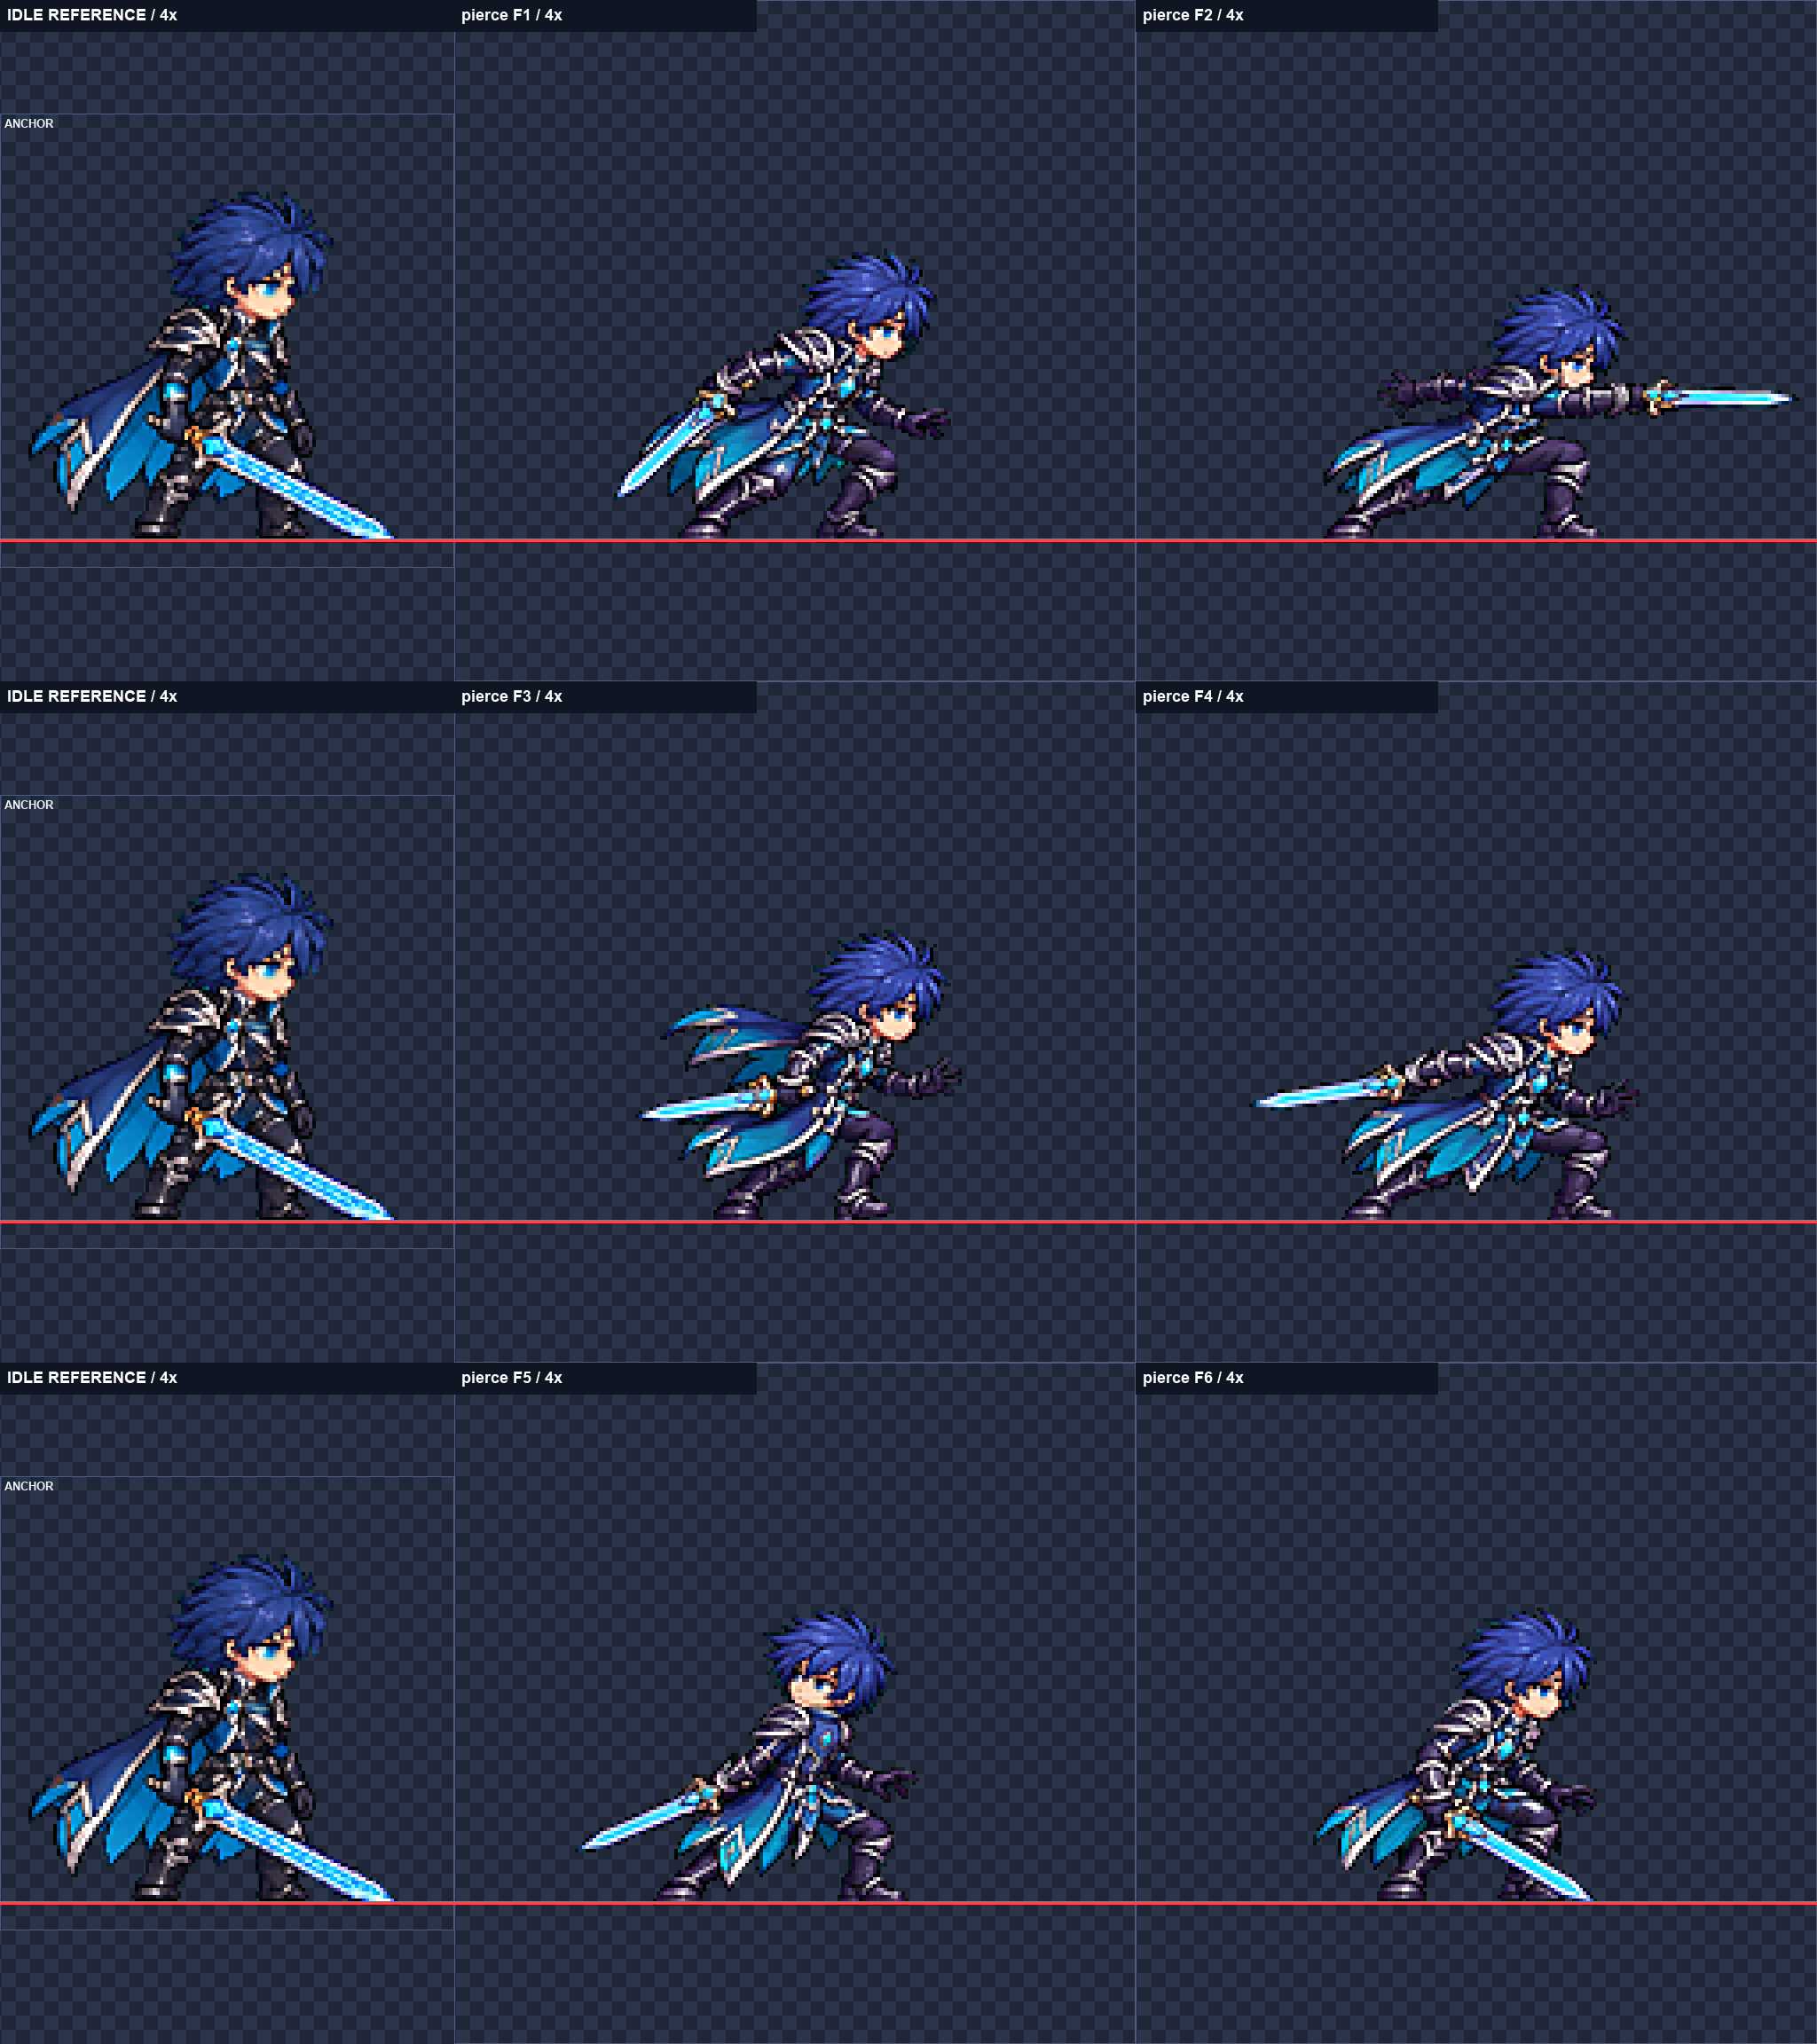 IDLE REFERENCE / 4x
pierce F1 / 4x
pierce F2 / 4x
ANCHOR
IDLE REFERENCE / 4x
pierce F3 / 4x
pierce F4 / 4x
ANCHOR
IDLE REFERENCE / 4x
pierce F5 / 4x
pierce F6 / 4x
ANCHOR